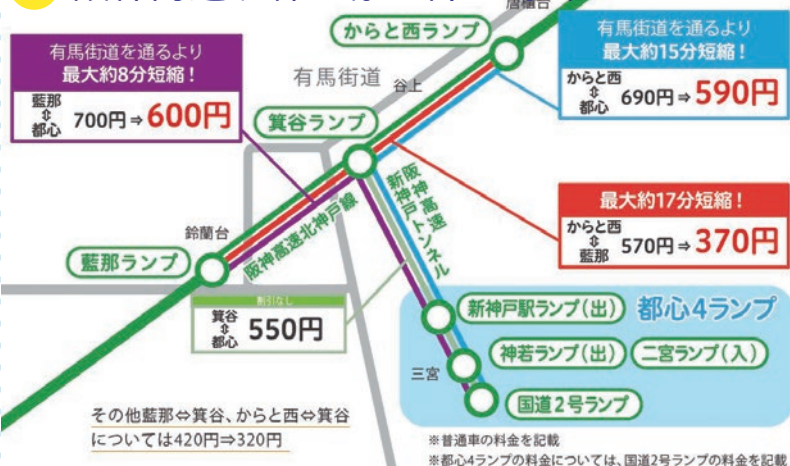 からと西ランプ
有馬街道を通るより
最大約8分短縮！
藍那
⇕
都心
700円⇒600円
有馬街道
谷上
有馬街道を通るより
最大約15分短縮！
からと西
⇕
都心
690円⇒590円
箕谷ランプ
阪神高速北神戸線
阪神高速
新神戸トンネル
最大約17分短縮！
からと西
⇕
藍那
570円⇒370円
鈴蘭台
藍那ランプ
割引なし
箕谷
⇕
都心
550円
新神戸駅ランプ(出)
都心4ランプ
神若ランプ(出)
二宮ランプ(入)
三宮
国道2号ランプ
その他藍那⇔箕谷、からと西⇔箕谷
については420円⇒320円
※普通車の料金を記載
※都心4ランプの料金については、国道2号ランプの料金を記載